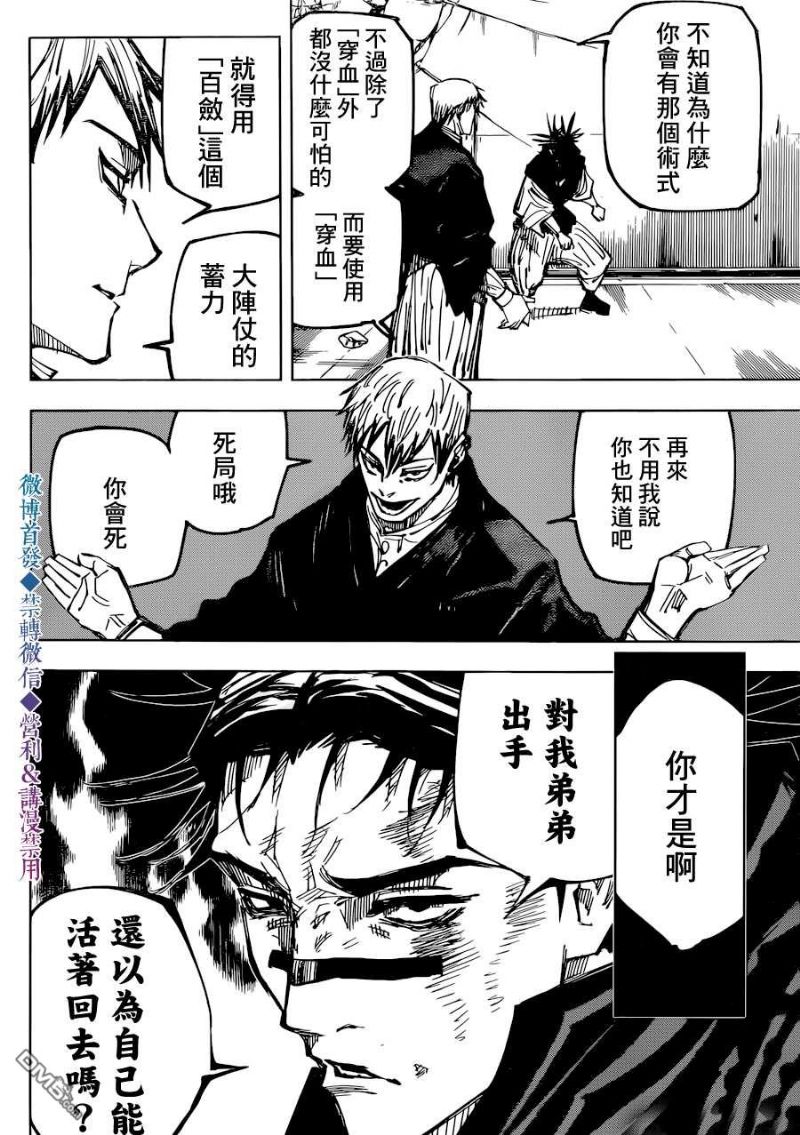 不知道為什麼
你會有那個術式
不過除了
「穿血」外
都沒什麼可怕的
而要使用
「穿血」
就得用
「百斂」這個
大陣仗的
蓄力
再來
不用我說
你也知道吧
死局哦
你會死
你才是啊
對我弟弟
出手
還以為自己能
活著回去嗎？
微博首發◆禁轉微信◆營利&講漫禁用